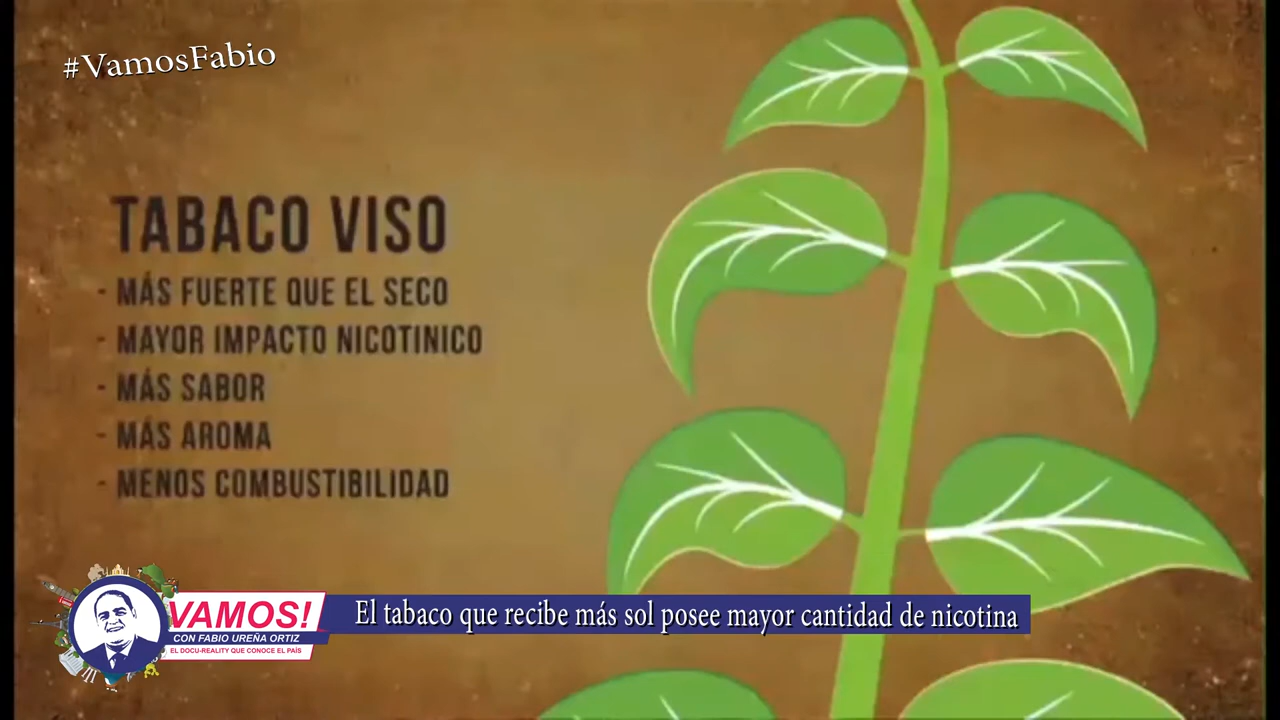 #VamosFabio
TABACO VISO
- MÁS FUERTE QUE EL SECO
- MAYOR IMPACTO NICOTINICO
- MÁS SABOR
- MÁS AROMA
- MENOS COMBUSTIBILIDAD
VAMOS!
CON FABIO UREÑA ORTIZ
EL DOCU-REALITY QUE CONOCE EL PAÍS
El tabaco que recibe más sol posee mayor cantidad de nicotina